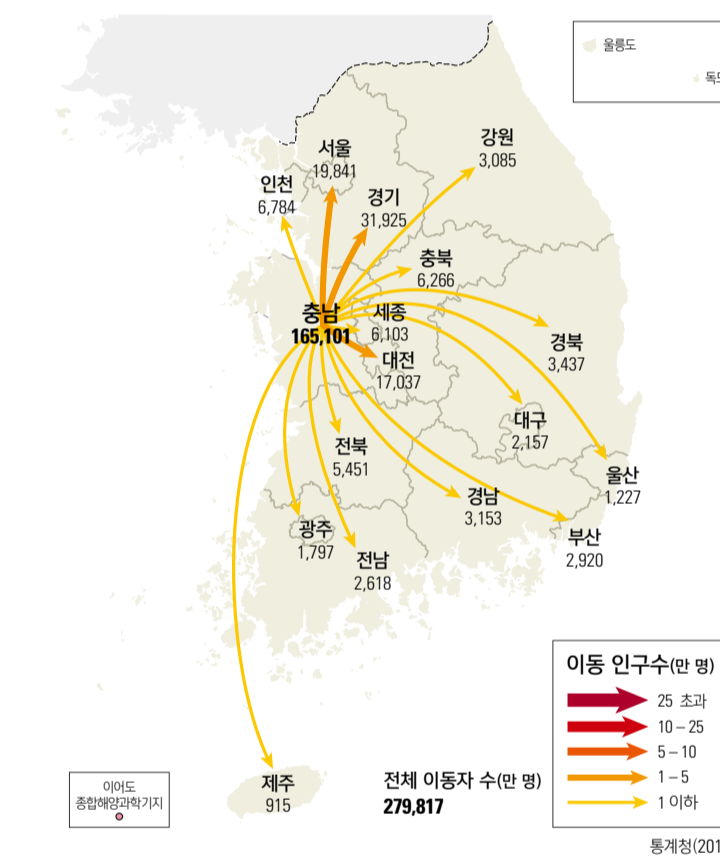 울릉도
강원
3,085
서울
19,841
인천
6,784
경기
31,925
충북
6,266
충남
165,101
세종
6,103
대전
17,037
경북
3,437
대구
2,157
전북
5,451
울산
1,227
경남
3,153
광주
1,797
부산
2,920
전남
2,618
이동 인구수(만 명)
25 초과
10 – 25
5 – 10
1 – 5
1 이하
제주
915
전체 이동자 수(만 명)
279,817
이어도
종합해양과학기지
통계청(201